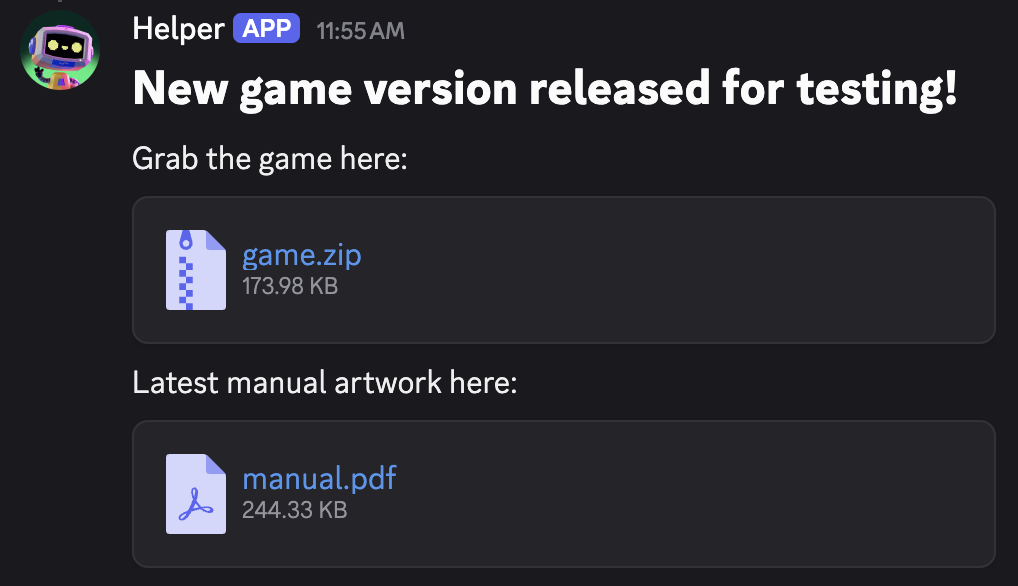 Helper APP 11:55 AM
New game version released for testing!
Grab the game here:
game.zip
173.98 KB
Latest manual artwork here:
manual.pdf
244.33 KB